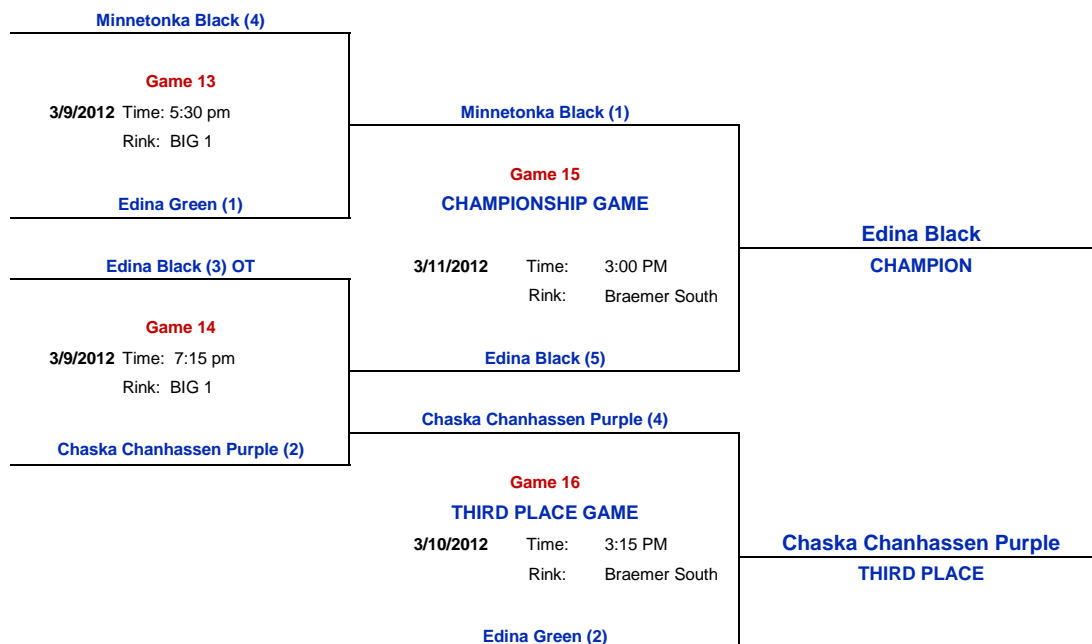 Minnetonka Black (4)
Game 13
3/9/2012 Time: 5:30 pm
Rink: BIG 1
Edina Green (1)
Edina Black (3) OT
Game 14
3/9/2012 Time: 7:15 pm
Rink: BIG 1
Chaska Chanhassen Purple (2)
Minnetonka Black (1)
Game 15
CHAMPIONSHIP GAME
3/11/2012 Time: 3:00 PM
Rink: Braemer South
Edina Black (5)
Chaska Chanhassen Purple (4)
Game 16
THIRD PLACE GAME
3/10/2012 Time: 3:15 PM
Rink: Braemer South
Edina Green (2)
Edina Black
CHAMPION
Chaska Chanhassen Purple
THIRD PLACE